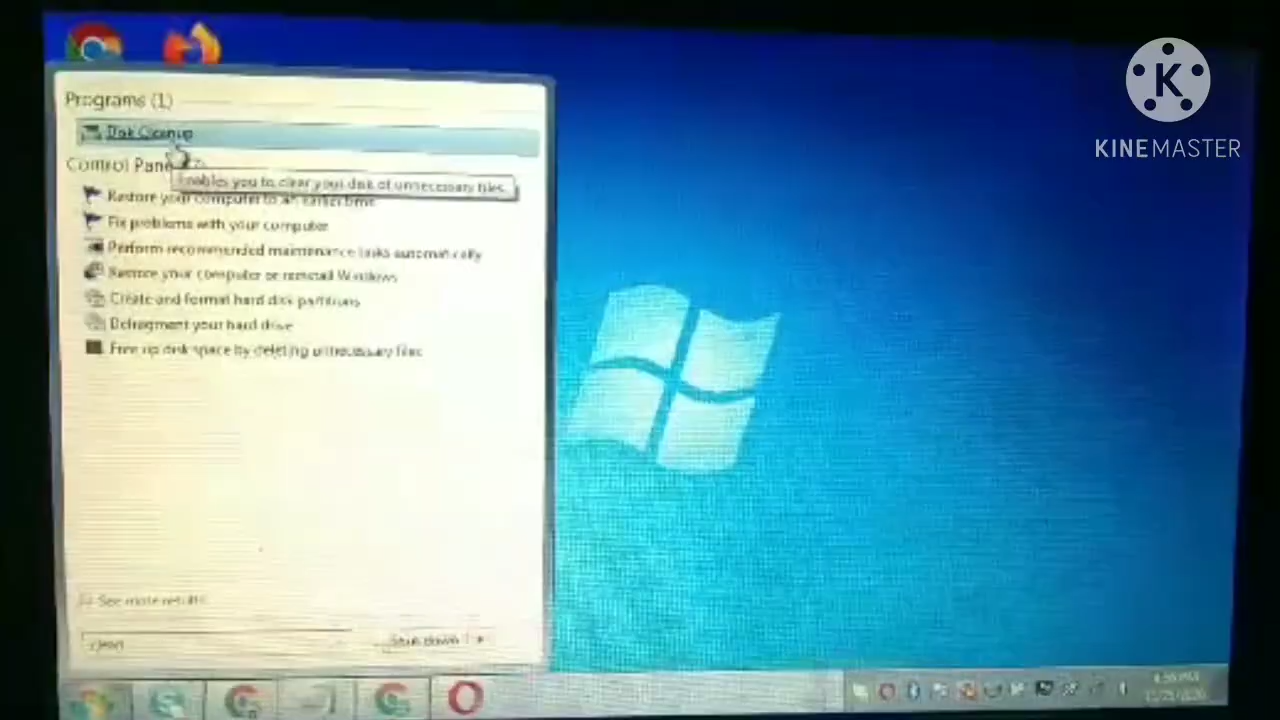 Programs (1)
Disk Cleanup
Control Panel (7)
Enables you to clear your disk of unnecessary files.
Restore your computer to an earlier time
Fix problems with your computer
Perform recommended maintenance tasks automatically
Restore your computer or reinstall Windows
Create and format hard disk partitions
Defragment your hard drive
Free up disk space by deleting unnecessary files
See more results
clean
Shut down
K
KINEMASTER